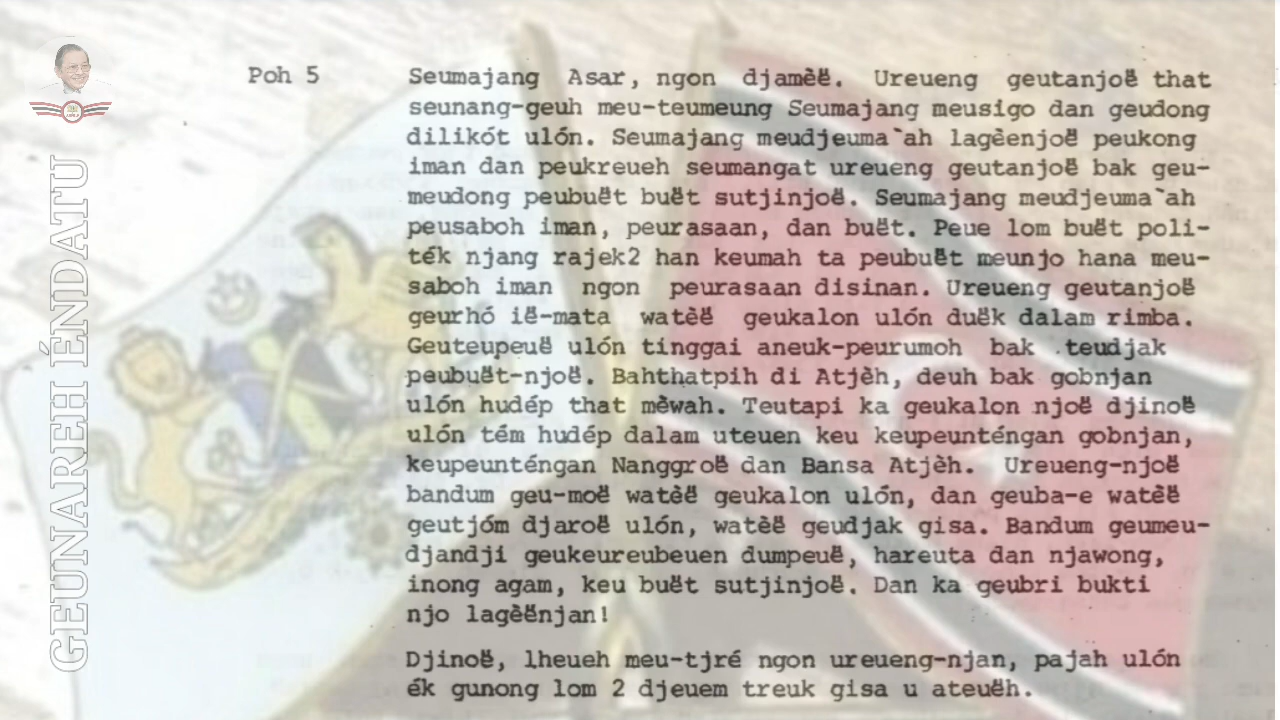 Poh 5
Seumajang Asar, ngon djamèë. Ureueng geutanjoë that
seunang-geuh meu-teumeung Seumajang meusigo dan geudong
dilikót ulón. Seumajang meudjeuma`ah lagèenjoë peukong
iman dan peukreueh seumangat ureueng geutanjoë bak geu-
meudong peubuët buët sutjinjoë. Seumajang meudjeuma`ah
peusaboh iman, peurasaan, dan buët. Peue lom buët poli-
ték njang rajek2 han keumah ta peubuët meunjo hana meu-
saboh iman ngon peurasaan disinan. Ureueng geutanjoë
geurhó ië-mata watèë geukalon ulón duëk dalam rimba.
Geuteupeuë ulón tinggai aneuk-peurumoh bak teudjak
peubuët-njoë. Bahthatpih di Atjèh, deuh bak gobnjan
ulón hudép that mèwah. Teutapi ka geukalon njoë djinoë
ulón tém hudép dalam uteuen keu keupeunténgan gobnjan,
keupeunténgan Nanggroë dan Bansa Atjèh. Ureueng-njoë
bandum geu-moë watèë geukalon ulón, dan geuba-e watèë
geutjóm djaroë ulón, watèë geudjak gisa. Bandum geumeu-
djandji geukeureubeuen dumpeuë, hareuta dan njawong,
inong agam, keu buët sutjinjoë. Dan ka geubri bukti
njo lagèënjan!
Djinoë, lheueh meu-tjré ngon ureueng-njan, pajah ulón
ék gunong lom 2 djeuem treuk gisa u ateuëh.
GEUNAREH ÉNDATU